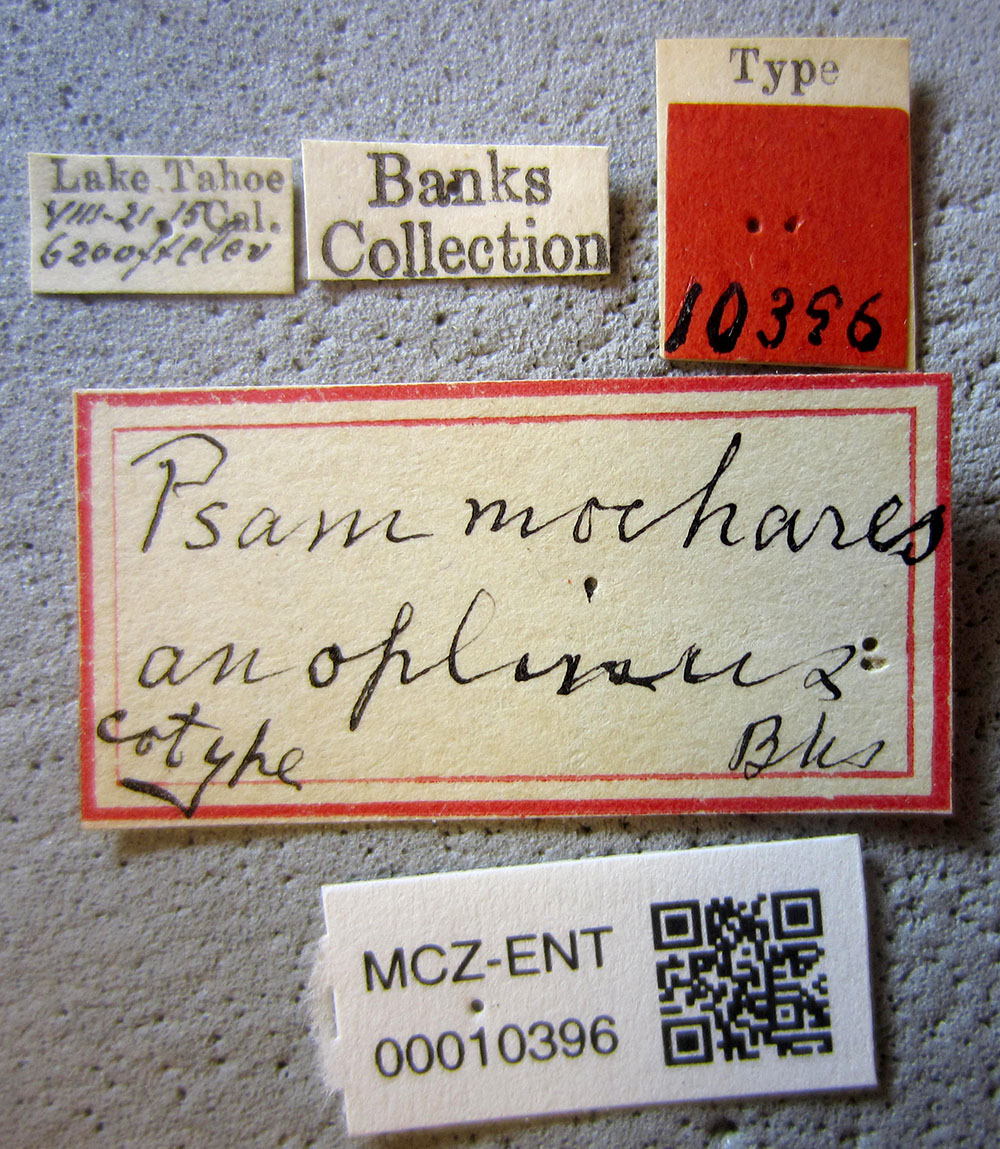 Lake Tahoe
VIII-21.15 Cal.
6200 ft elev
Banks
Collection
Type
10396
Psammochares
anoplinus
cotype
Bks
MCZ-ENT
00010396